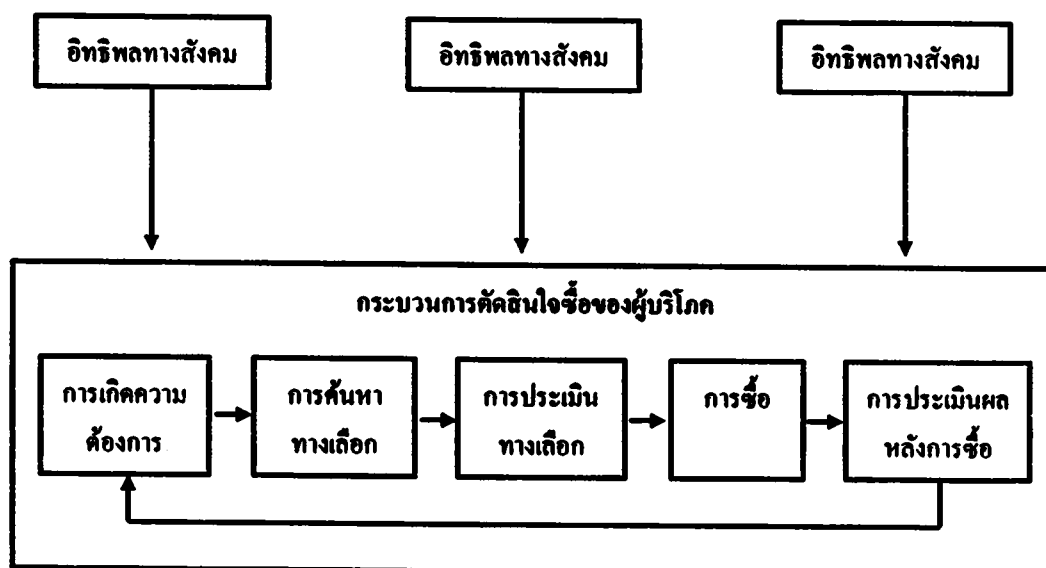 อิทธิพลทางสังคม
อิทธิพลทางสังคม
อิทธิพลทางสังคม
กระบวนการตัดสินใจซื้อของผู้บริโภค
การเกิดความ
ต้องการ
การค้นหา
ทางเลือก
การประเมิน
ทางเลือก
การซื้อ
การประเมินผล
หลังการซื้อ